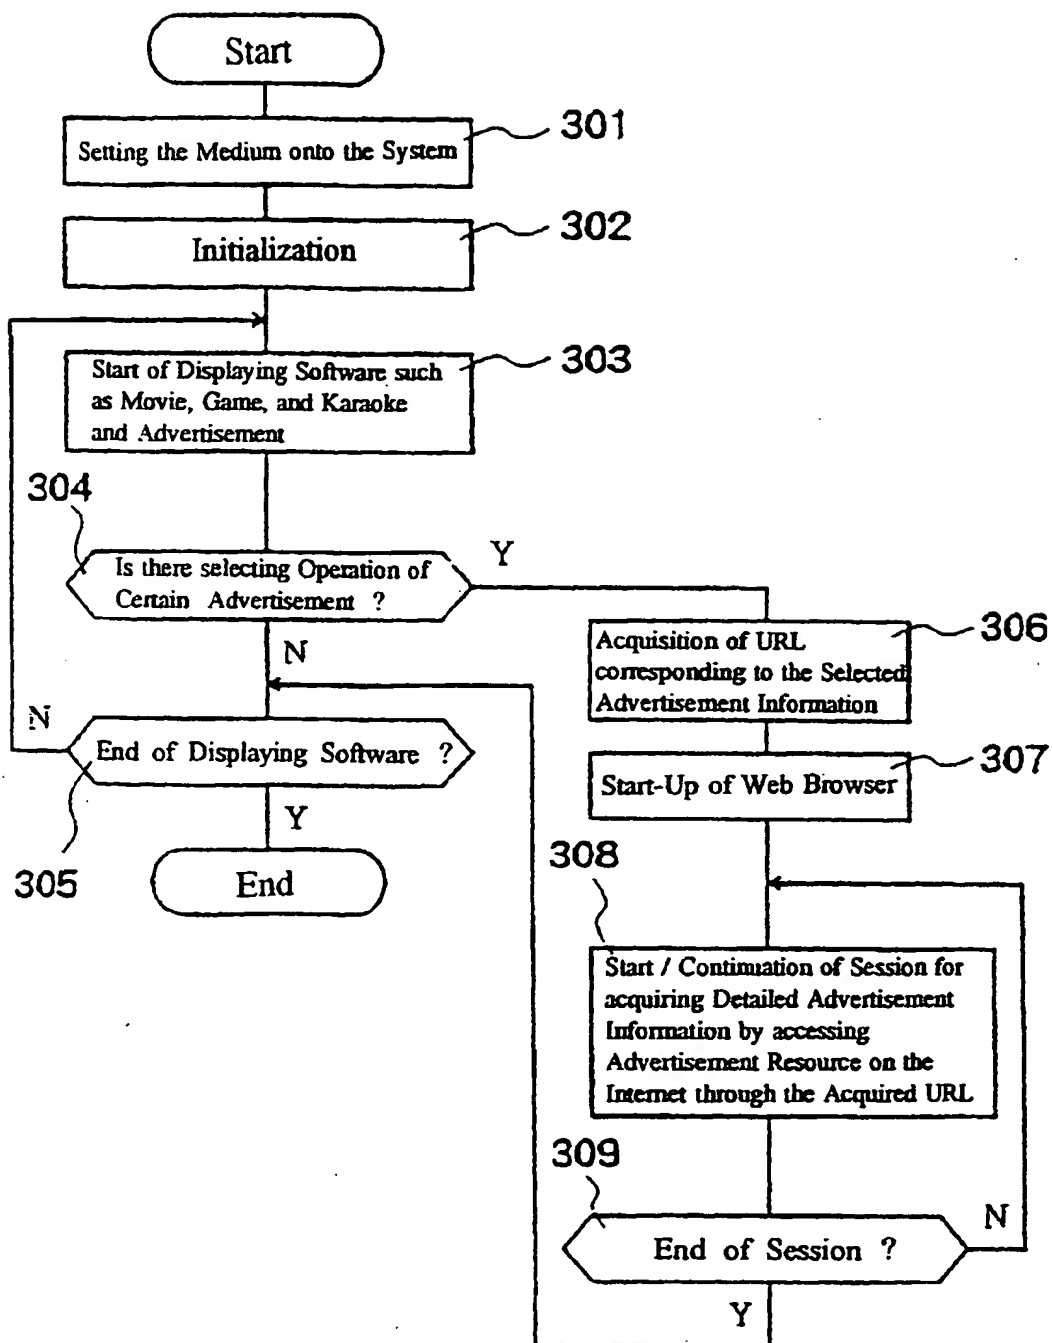 Start
301
Setting the Medium onto the System
302
Initialization
303
Start of Displaying Software such
as Movie, Game, and Karaoke
and Advertisement
304
Is there selecting Operation of
Certain Advertisement ?
Y
N
306
Acquisition of URL
corresponding to the Selected
Advertisement Information
N
End of Displaying Software ?
307
Start-Up of Web Browser
Y
305
End
308
Start / Continuation of Session for
acquiring Detailed Advertisement
Information by accessing
Advertisement Resource on the
Internet through the Acquired URL
309
End of Session ?
N
Y